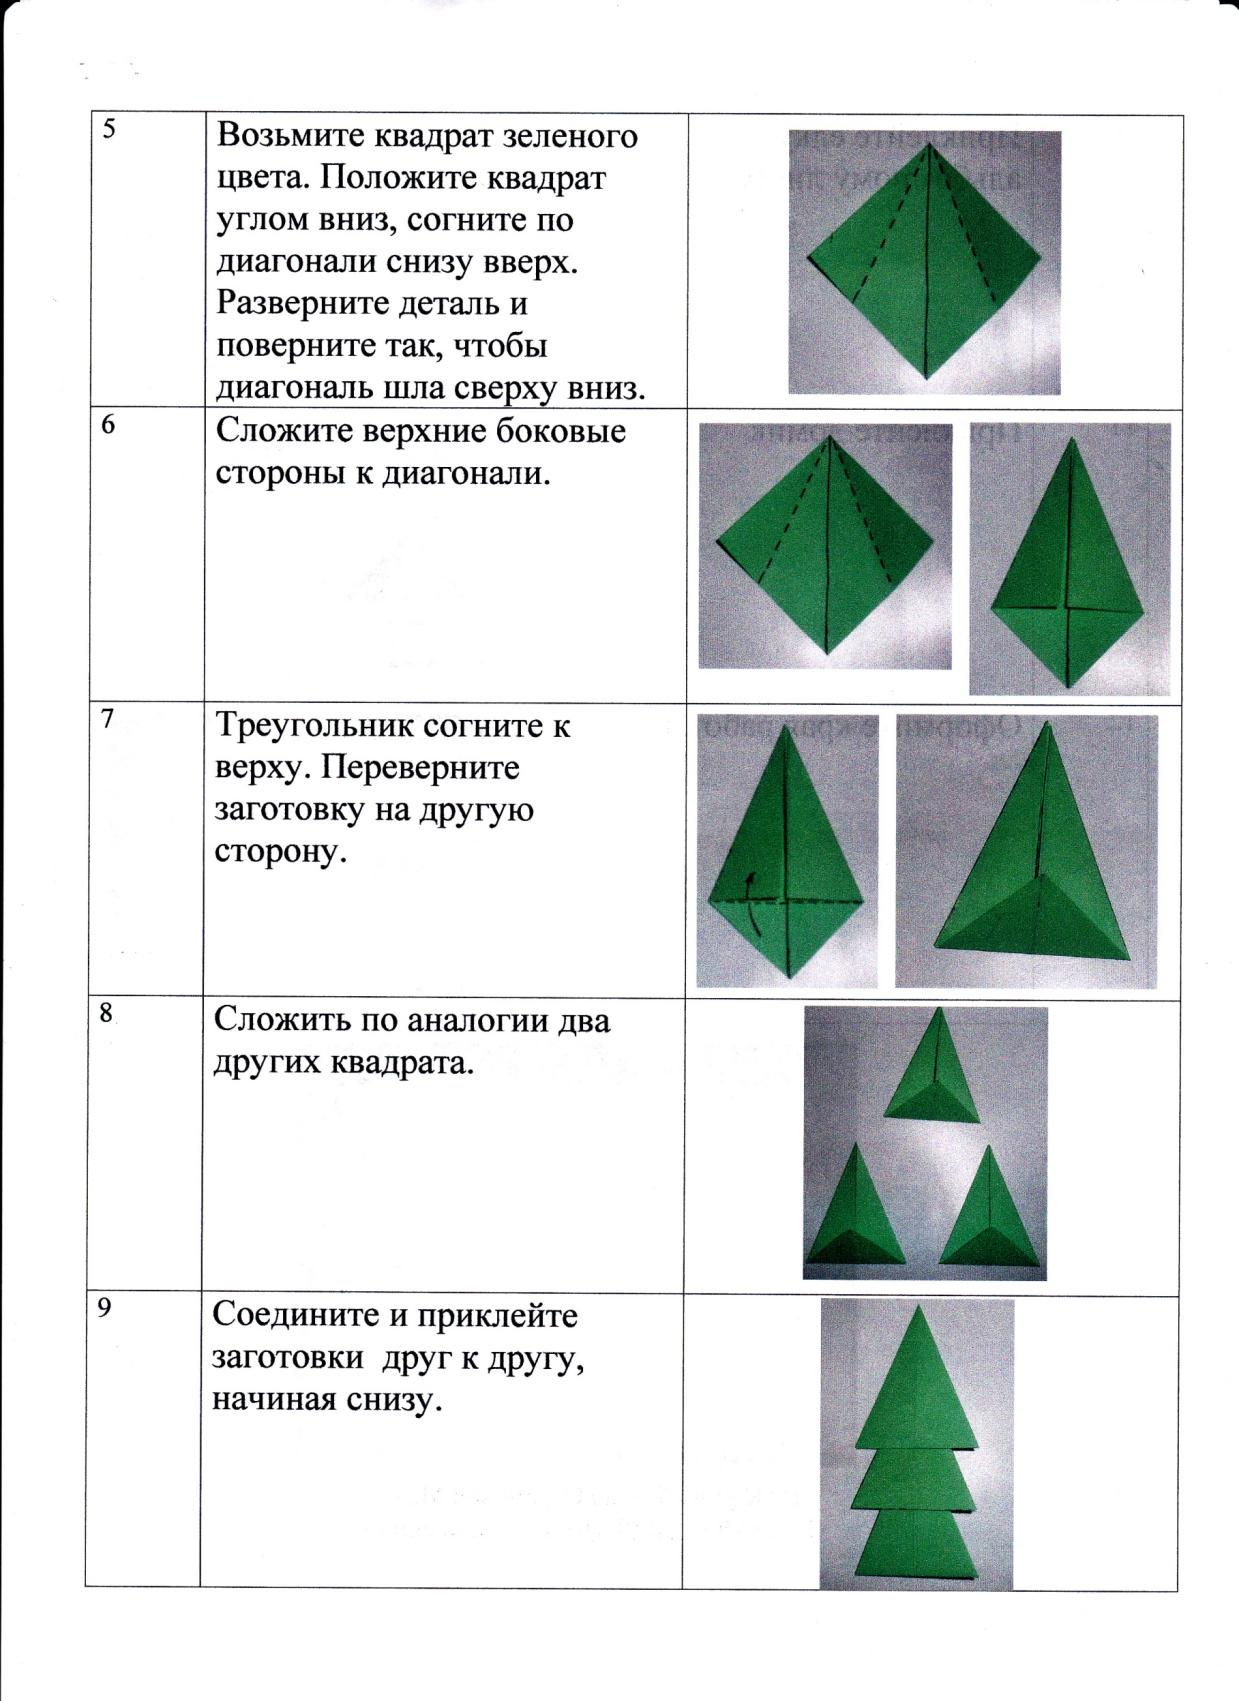 5
Возьмите квадрат зеленого
цвета. Положите квадрат
углом вниз, согните по
диагонали снизу вверх.
Разверните деталь и
поверните так, чтобы
диагональ шла сверху вниз.
6
Сложите верхние боковые
стороны к диагонали.
7
Треугольник согните к
верху. Переверните
заготовку на другую
сторону.
8
Сложить по аналогии два
других квадрата.
9
Соедините и приклейте
заготовки друг к другу,
начиная снизу.